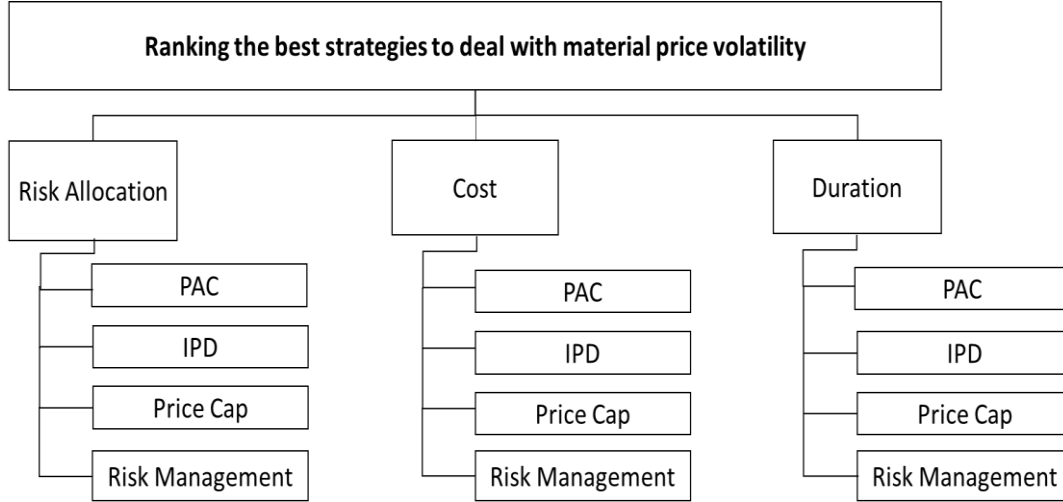 Ranking the best strategies to deal with material price volatility
Risk Allocation
PAC
IPD
Price Cap
Risk Management
Cost
PAC
IPD
Price Cap
Risk Management
Duration
PAC
IPD
Price Cap
Risk Management